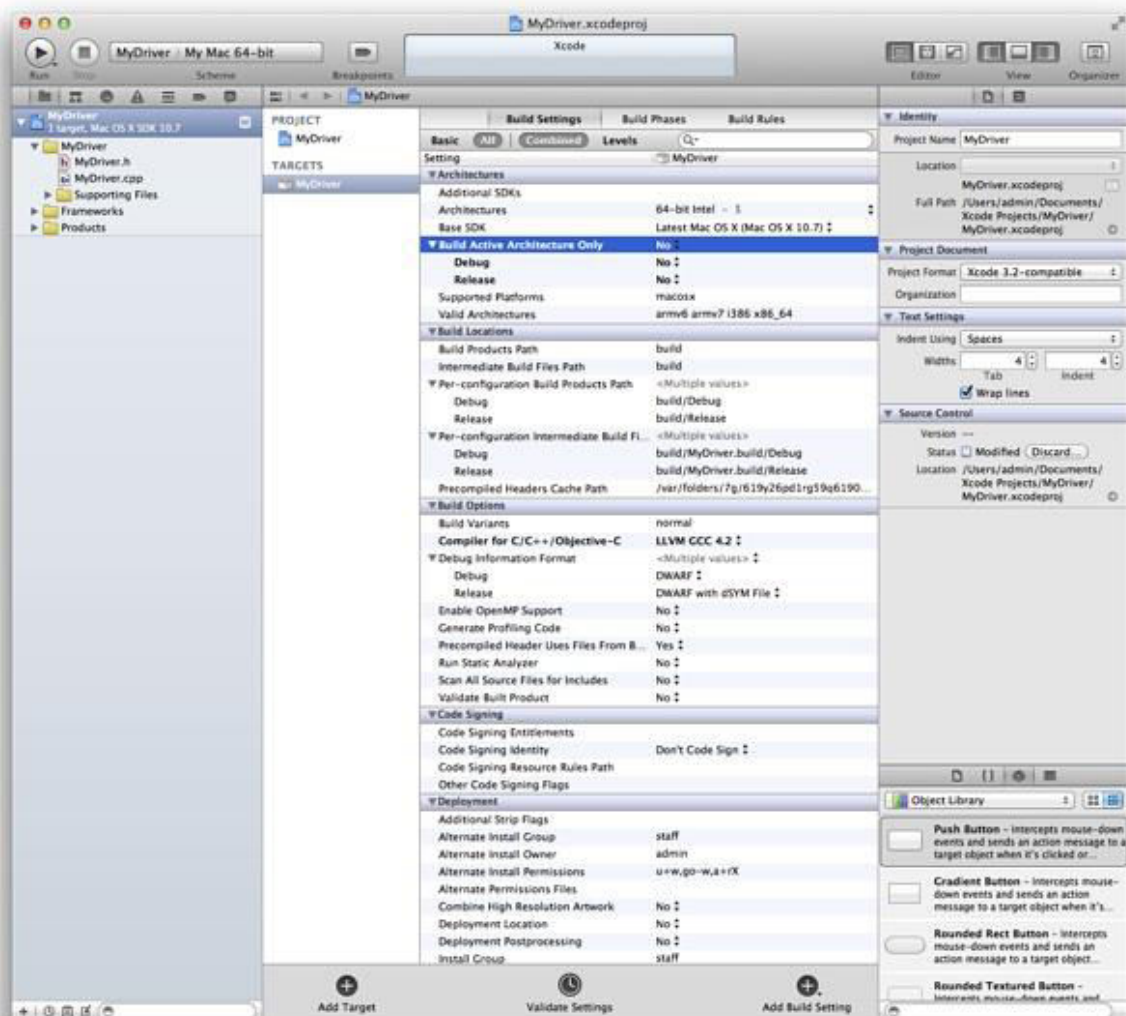 MyDriver.xcodeproj
MyDriver My Mac 64-bit
Xcode
Run Stop Scheme Breakpoints Editor View Organizer
MyDriver
1 target, Mac OS X SDK 10.7
M
MyDriver
MyDriver.h
MyDriver.cpp
Supporting Files
Frameworks
Products
MyDriver
PROJECT
MyDriver
TARGETS
MyDriver
Build Settings Build Phases Build Rules
Basic All Combined Levels
Setting MyDriver
Architectures
Additional SDKs
Architectures 64-bit Intel
Base SDK Latest Mac OS X (Mac OS X 10.7)
Build Active Architecture Only No
Debug No
Release No
Supported Platforms macosx
Valid Architectures armv6 armv7 i386 x86_64
Build Locations
Build Products Path build
Intermediate Build Files Path build
Per-configuration Build Products Path <Multiple values>
Debug build/Debug
Release build/Release
Per-configuration Intermediate Build Fi... <Multiple values>
Debug build/MyDriver.build/Debug
Release build/MyDriver.build/Release
Precompiled Headers Cache Path /var/folders/7g/619y26pd1rg59q6190...
Build Options
Build Variants normal
Compiler for C/C++/Objective-C LLVM GCC 4.2
Debug Information Format <Multiple values>
Debug DWARF
Release DWARF with dSYM File
Enable OpenMP Support No
Generate Profiling Code No
Precompiled Header Uses Files From B... Yes
Run Static Analyzer No
Scan All Source Files for Includes No
Validate Built Product No
Code Signing
Code Signing Entitlements
Code Signing Identity Don't Code Sign
Code Signing Resource Rules Path
Other Code Signing Flags
Deployment
Additional Strip Flags
Alternate Install Group staff
Alternate Install Owner admin
Alternate Install Permissions u+w,go-w,a+rX
Alternate Permissions Files
Combine High Resolution Artwork No
Deployment Location No
Deployment Postprocessing No
Install Group staff
Add Target Validate Settings Add Build Setting
Identity
Project Name MyDriver
Location
MyDriver.xcodeproj
Full Path /Users/admin/Documents/
Xcode Projects/MyDriver/
MyDriver.xcodeproj
Project Document
Project Format Xcode 3.2-compatible
Organization
Text Settings
Indent Using Spaces
Widths 4 4
Tab Indent
Wrap lines
Source Control
Version ---
Status Modified Discard...
Location /Users/admin/Documents/
Xcode Projects/MyDriver/
MyDriver.xcodeproj
Object Library
Push Button - Intercepts mouse-down
events and sends an action message to a
target object when it's clicked or...
Gradient Button - Intercepts mouse-
down events and sends an action
message to a target object when it's...
Rounded Rect Button - Intercepts
mouse-down events and sends an
action message to a target object...
Rounded Textured Button -
Intercepts mouse-down events and